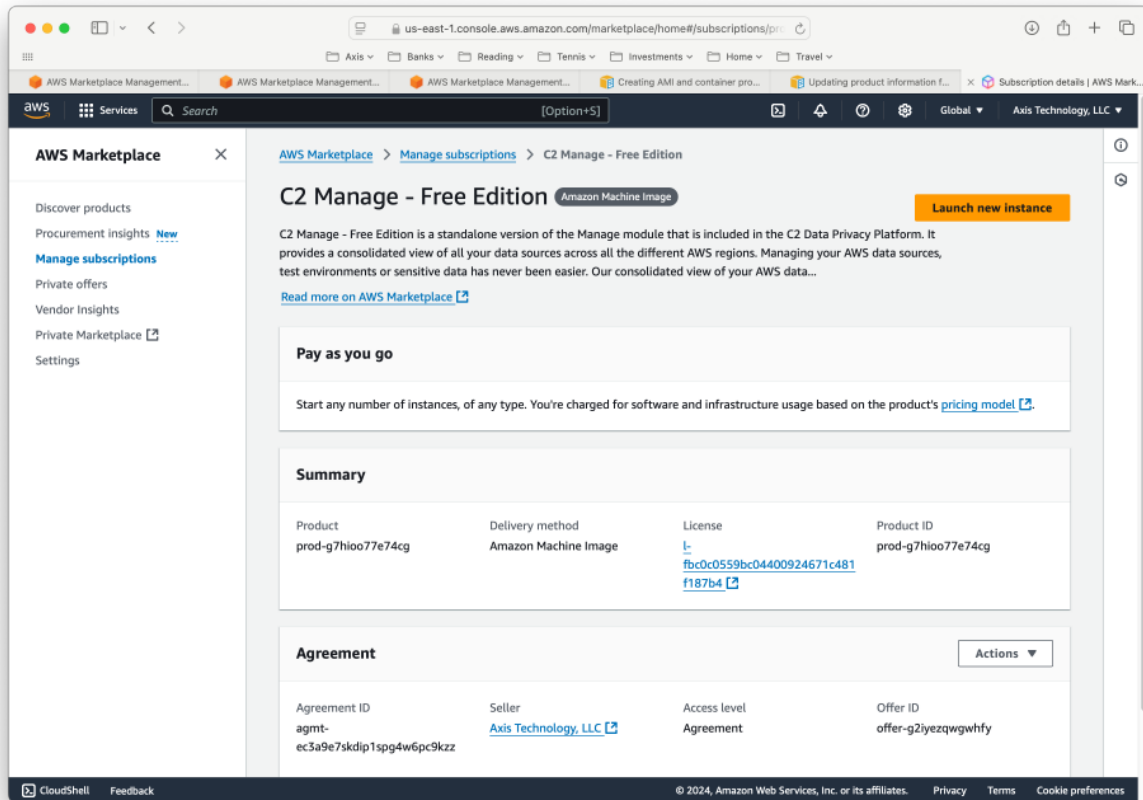 us-east-1.console.aws.amazon.com/marketplace/home#/subscriptions/pro
Axis Banks Reading Tennis Investments Home Travel
AWS Marketplace Management... AWS Marketplace Management... AWS Marketplace Management... Creating AMI and container pro... Updating product information f... Subscription details | AWS Mark...
aws Services Search [Option+S] Global Axis Technology, LLC
AWS Marketplace
Discover products
Procurement insights New
Manage subscriptions
Private offers
Vendor Insights
Private Marketplace
Settings
AWS Marketplace > Manage subscriptions > C2 Manage - Free Edition
C2 Manage - Free Edition Amazon Machine Image
Launch new instance
C2 Manage - Free Edition is a standalone version of the Manage module that is included in the C2 Data Privacy Platform. It
provides a consolidated view of all your data sources across all the different AWS regions. Managing your AWS data sources,
test environments or sensitive data has never been easier. Our consolidated view of your AWS data...
Read more on AWS Marketplace
Pay as you go
Start any number of instances, of any type. You're charged for software and infrastructure usage based on the product's pricing model.
Summary
Product Delivery method License Product ID
prod-g7hioo77e74cg Amazon Machine Image l- prod-g7hioo77e74cg
fbc0c0559bc04400924671c481
f187b4
Agreement Actions
Agreement ID Seller Access level Offer ID
agmt- Axis Technology, LLC Agreement offer-g2iyezqwgwhfy
ec3a9e7skdip1spg4w6pc9kzz
CloudShell Feedback © 2024, Amazon Web Services, Inc. or its affiliates. Privacy Terms Cookie preferences